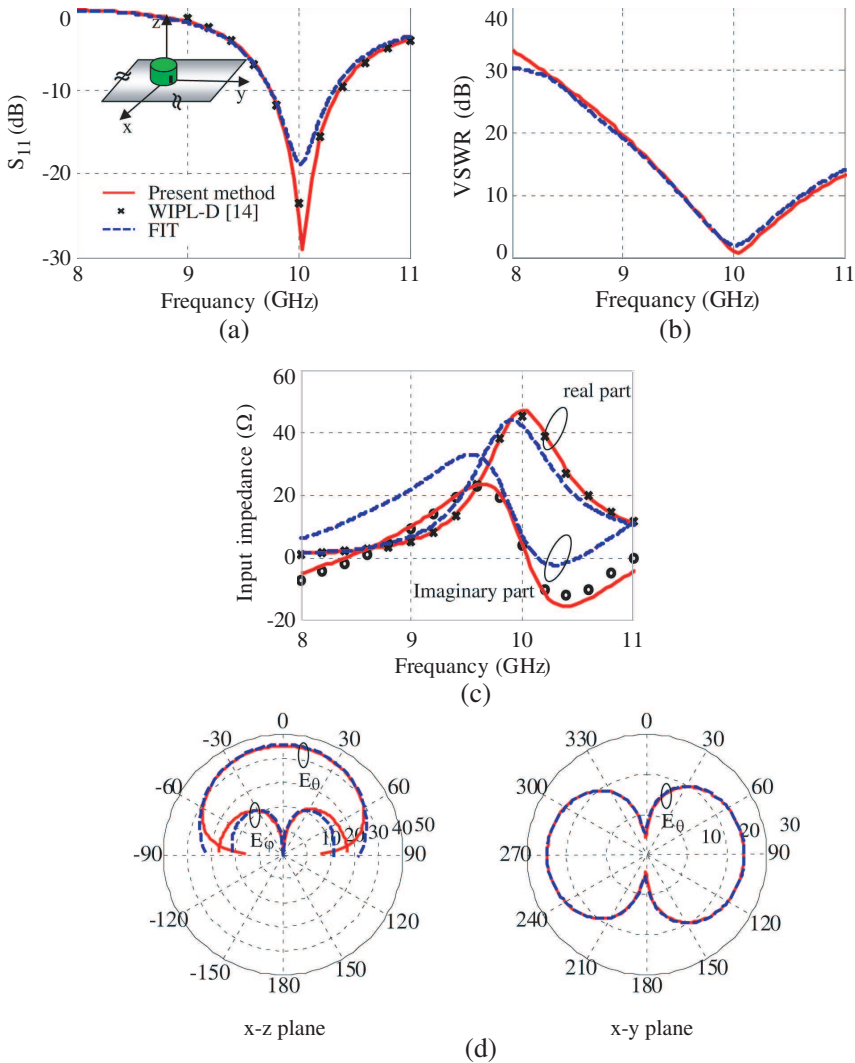 0
-10
-20
-30
S11 (dB)
z
y
x
≈
≈
Present method
WIPL-D [14]
FIT
8 9 10 11
Frequancy (GHz)
(a)
40
30
20
10
0
VSWR (dB)
8 9 10 11
Frequancy (GHz)
(b)
60
40
20
0
-20
Input impedance (Ω)
real part
Imaginary part
8 9 10 11
Frequancy (GHz)
(c)
0
-30 30
-60 60
-90 90
-120 120
-150 150
180
Eθ
Eφ
10 20 30 40 50
x-z plane
0
330 30
300 60
270 90
240 120
210 150
180
Eθ
10 20 30
x-y plane
(d)